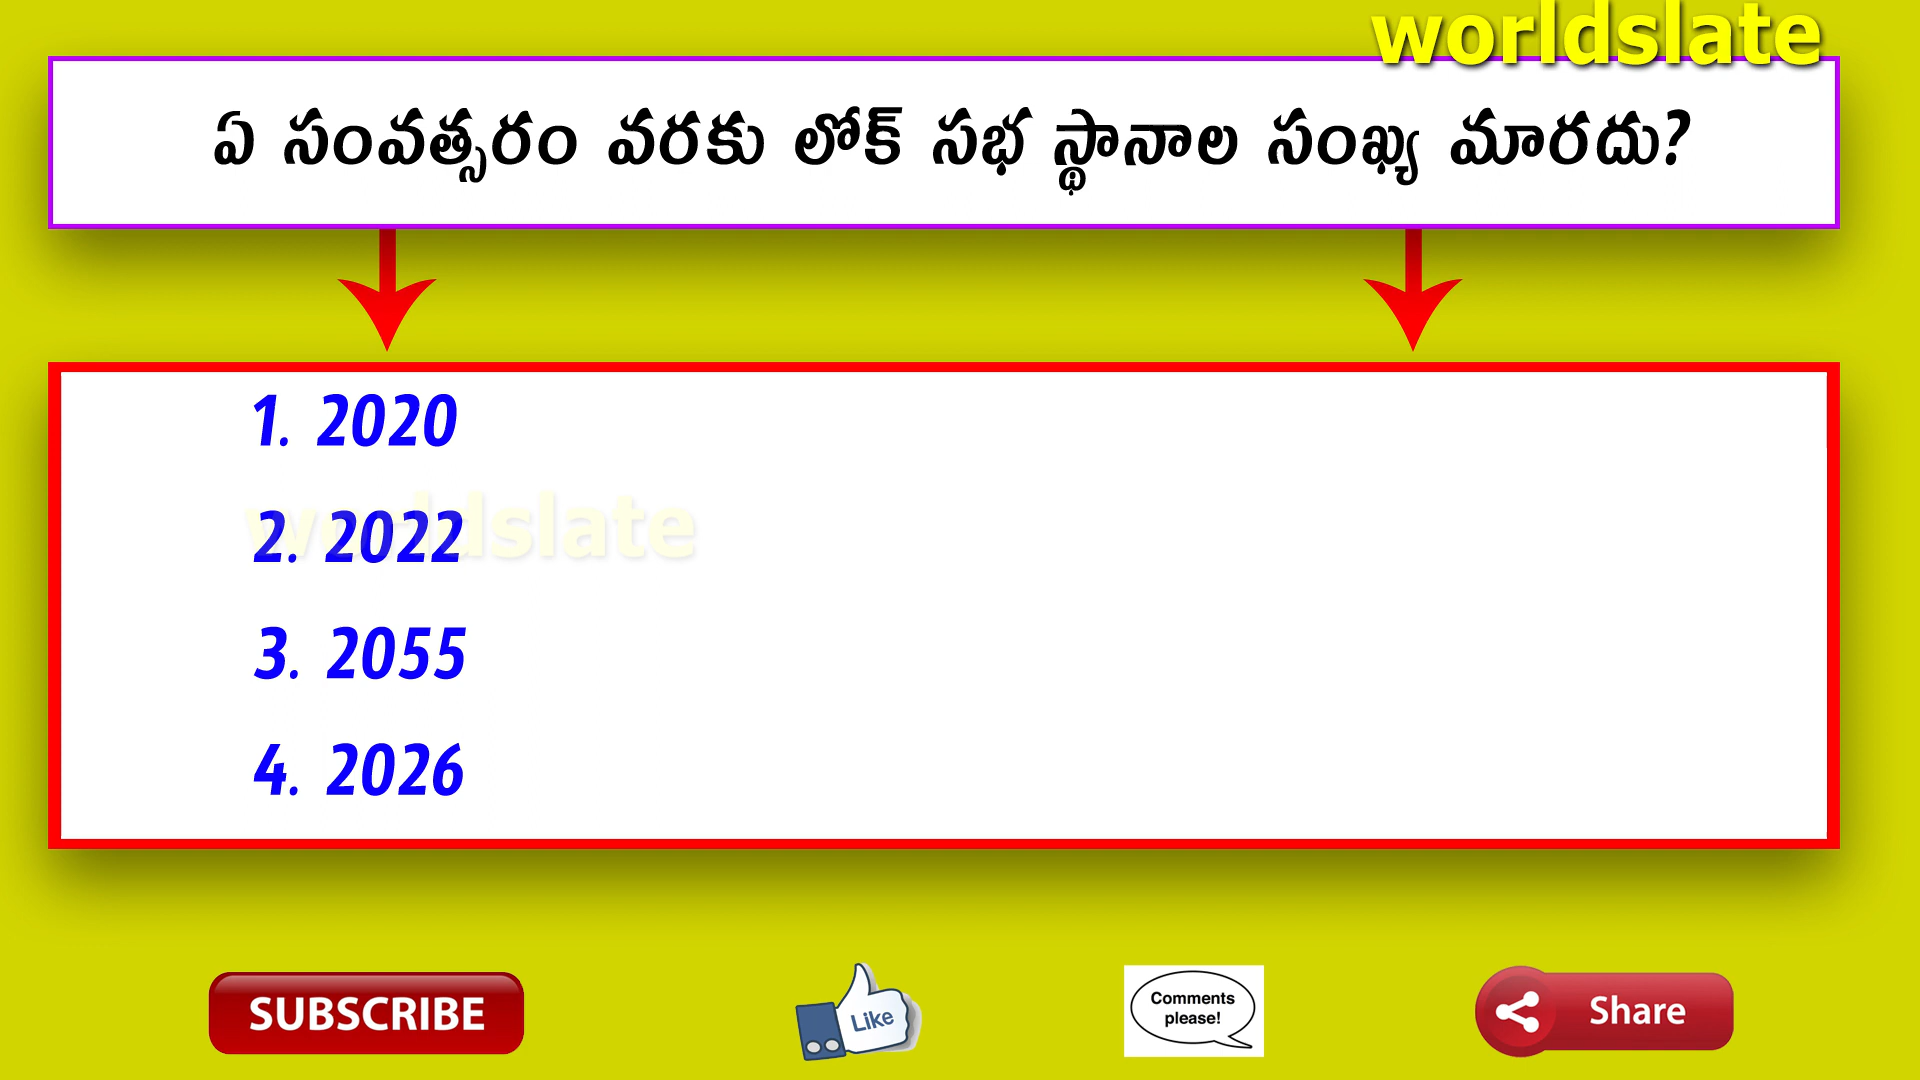 worldslate
ఏ సంవత్సరం వరకు లోక్ సభ స్థానాల సంఖ్య మారదు?
1. 2020
worldslate
2. 2022
3. 2055
4. 2026
SUBSCRIBE
Like
Comments
please!
Share